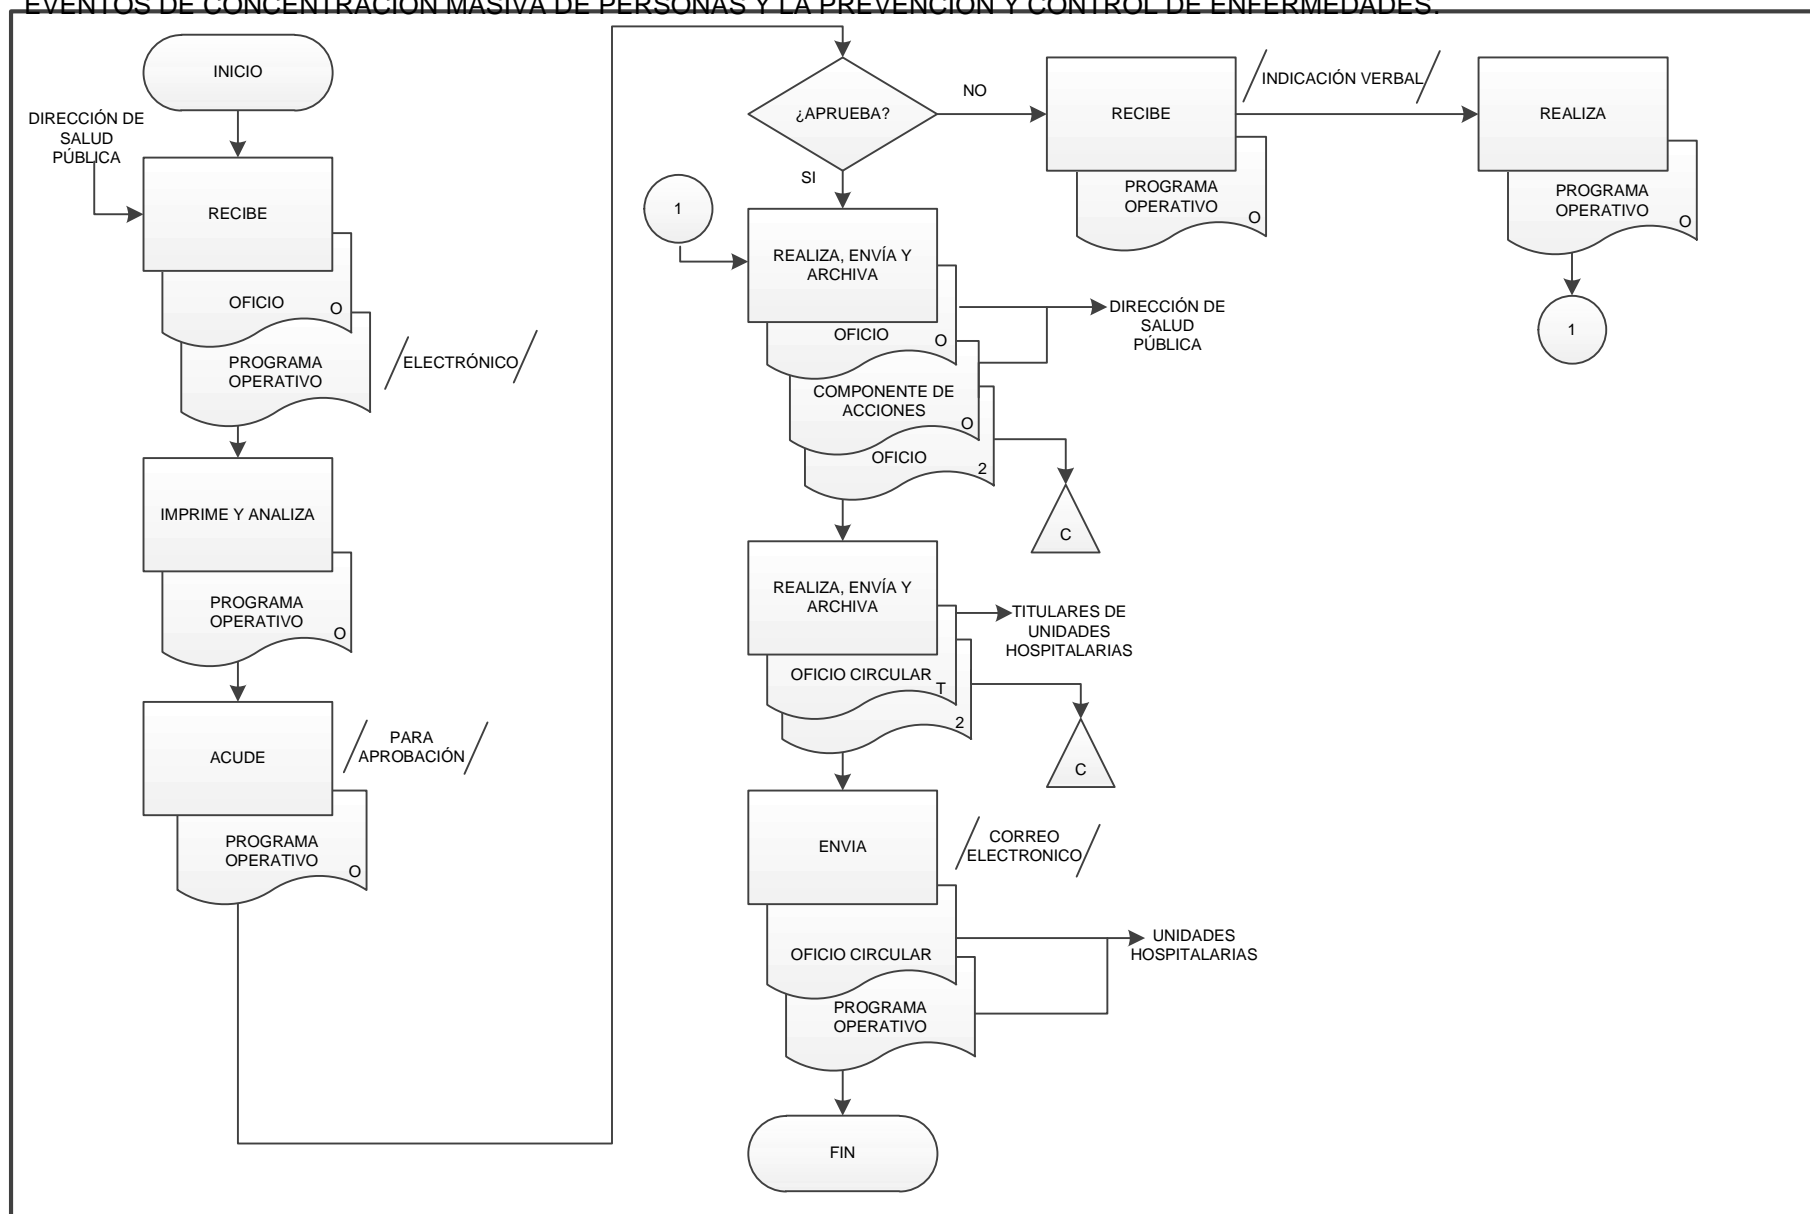 EVENTOS DE CONCENTRACIÓN MASIVA DE PERSONAS Y LA PREVENCIÓN Y CONTROL DE ENFERMEDADES.
INICIO
DIRECCIÓN DE
SALUD
PÚBLICA
RECIBE
OFICIO
O
PROGRAMA
OPERATIVO
ELECTRÓNICO
IMPRIME Y ANALIZA
PROGRAMA
OPERATIVO
O
ACUDE
PARA
APROBACIÓN
PROGRAMA
OPERATIVO
O
¿APRUEBA?
NO
RECIBE
PROGRAMA
OPERATIVO
O
INDICACIÓN VERBAL
REALIZA
PROGRAMA
OPERATIVO
O
1
SI
1
REALIZA, ENVÍA Y
ARCHIVA
OFICIO
O
DIRECCIÓN DE
SALUD
PÚBLICA
COMPONENTE DE
ACCIONES
O
OFICIO
2
C
REALIZA, ENVÍA Y
ARCHIVA
TITULARES DE
UNIDADES
HOSPITALARIAS
OFICIO CIRCULAR
T
2
C
ENVIA
CORREO
ELECTRONICO
OFICIO CIRCULAR
UNIDADES
HOSPITALARIAS
PROGRAMA
OPERATIVO
FIN